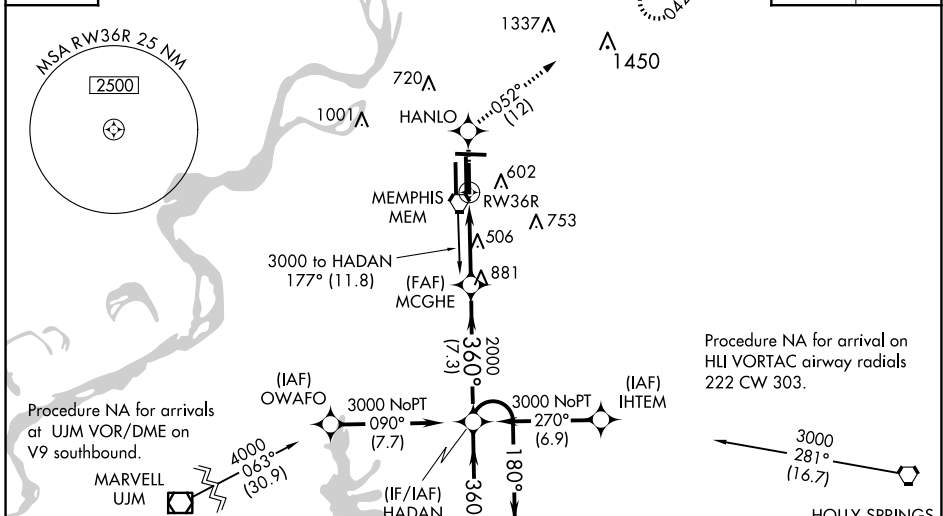 MSA RW36R 25 NM
2500
1337
1450
042
720
1001
HANLO
052°
(12)
602
MEMPHIS
MEM
RW36R
753
506
3000 to HADAN
177° (11.8)
881
(FAF)
MCGHE
2000
360°
(7.3)
Procedure NA for arrival on
HLI VORTAC airway radials
222 CW 303.
(IAF)
OWAFO
(IAF)
IHTEM
3000 NoPT
090°
(7.7)
3000 NoPT
270°
(6.9)
Procedure NA for arrivals
at UJM VOR/DME on
V9 southbound.
MARVELL
UJM
4000
063°
(30.9)
180°
360
3000
281°
(16.7)
(IF/IAF)
HADAN
HOLLY SPRINGS